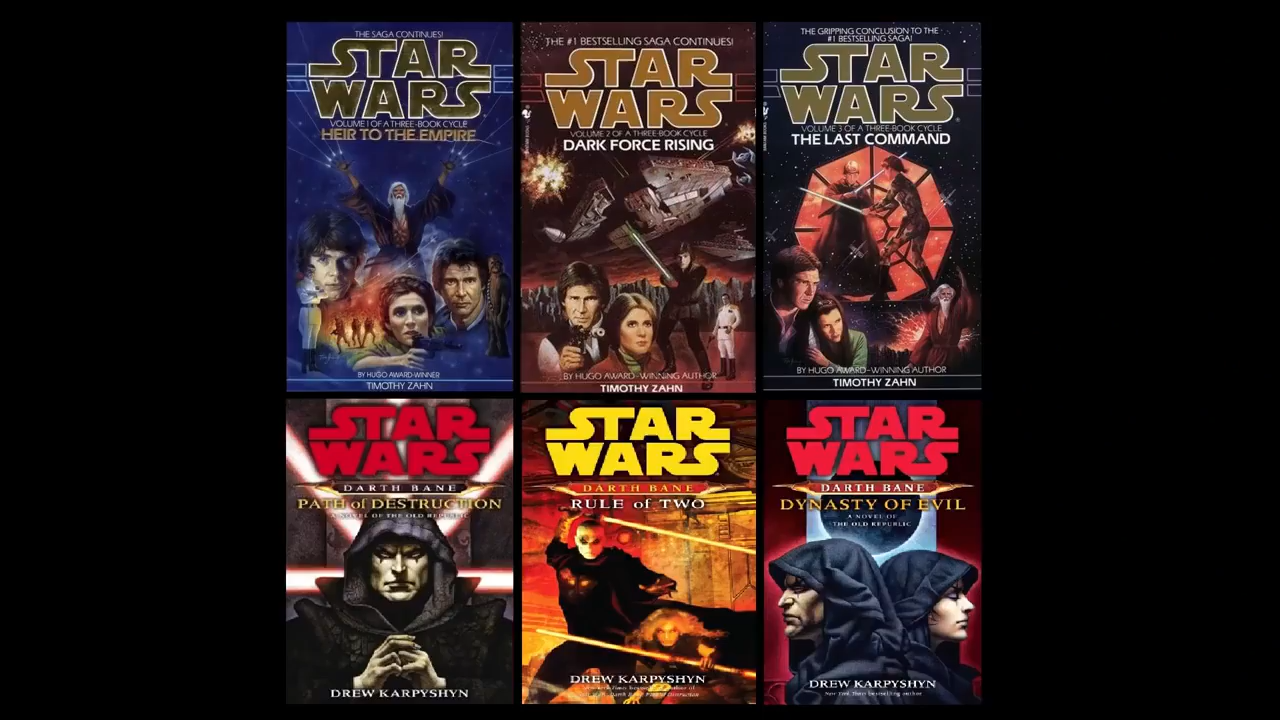 THE SAGA CONTINUES!
STAR
WARS
VOLUME 1 OF A THREE-BOOK CYCLE
HEIR TO THE EMPIRE
BY HUGO AWARD-WINNER
TIMOTHY ZAHN
THE #1 BESTSELLING SAGA CONTINUES!
STAR
WARS
VOLUME 2 OF A THREE-BOOK CYCLE
DARK FORCE RISING
BY HUGO AWARD-WINNING AUTHOR
TIMOTHY ZAHN
THE GRIPPING CONCLUSION TO THE
#1 BESTSELLING SAGA!
STAR
WARS
VOLUME 3 OF A THREE-BOOK CYCLE
THE LAST COMMAND
BY HUGO AWARD-WINNING AUTHOR
TIMOTHY ZAHN
STAR
WARS
DARTH BANE
PATH of DESTRUCTION
A NOVEL OF THE OLD REPUBLIC
DREW KARPYSHYN
STAR
WARS
DARTH BANE
RULE of TWO
DREW KARPYSHYN
STAR
WARS
DARTH BANE
DYNASTY OF EVIL
A NOVEL OF
THE OLD REPUBLIC
DREW KARPYSHYN
New York Times bestselling author